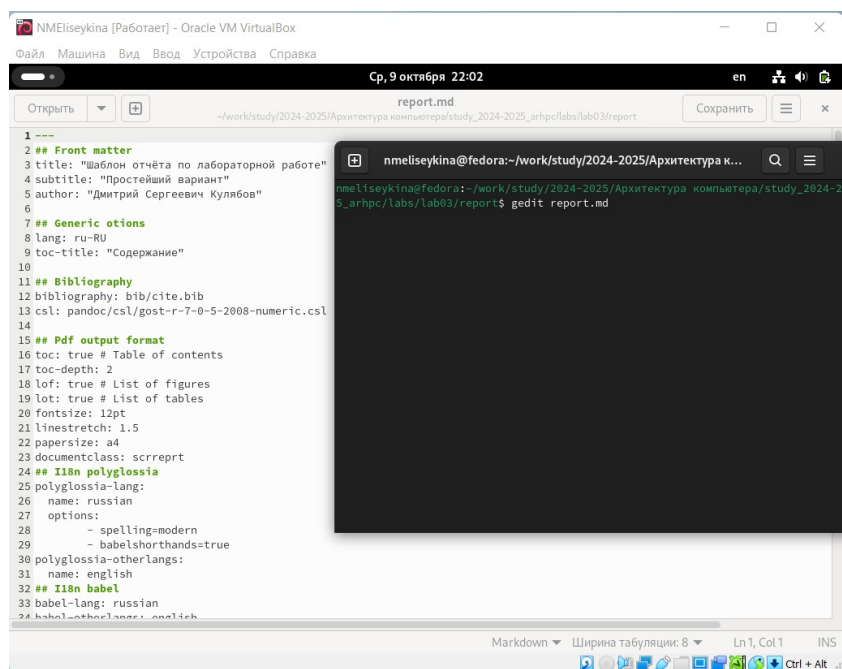 NMEliseykina [Работает] - Oracle VM VirtualBox
Файл Машина Вид Ввод Устройства Справка
Ср, 9 октября 22:02
en
Открыть
report.md
~/work/study/2024-2025/Архитектура компьютера/study_2024-2025_arhpc/labs/lab03/report
Сохранить
1 ---
2 ## Front matter
3 title: "Шаблон отчёта по лабораторной работе"
4 subtitle: "Простейший вариант"
5 author: "Дмитрий Сергеевич Кулябов"
6
7 ## Generic otions
8 lang: ru-RU
9 toc-title: "Содержание"
10
11 ## Bibliography
12 bibliography: bib/cite.bib
13 csl: pandoc/csl/gost-r-7-0-5-2008-numeric.csl
14
15 ## Pdf output format
16 toc: true # Table of contents
17 toc-depth: 2
18 lof: true # List of figures
19 lot: true # List of tables
20 fontsize: 12pt
21 linestretch: 1.5
22 papersize: a4
23 documentclass: scrreprt
24 ## I18n polyglossia
25 polyglossia-lang:
26 name: russian
27 options:
28 - spelling=modern
29 - babelshorthands=true
30 polyglossia-otherlangs:
31 name: english
32 ## I18n babel
33 babel-lang: russian
34 babel-otherlangs: english
nmeliseykina@fedora:~/work/study/2024-2025/Архитектура к...
nmeliseykina@fedora:~/work/study/2024-2025/Архитектура компьютера/study_2024-2
5_arhpc/labs/lab03/report$ gedit report.md
Markdown
Ширина табуляции: 8
Ln 1, Col 1
INS
Ctrl + Alt